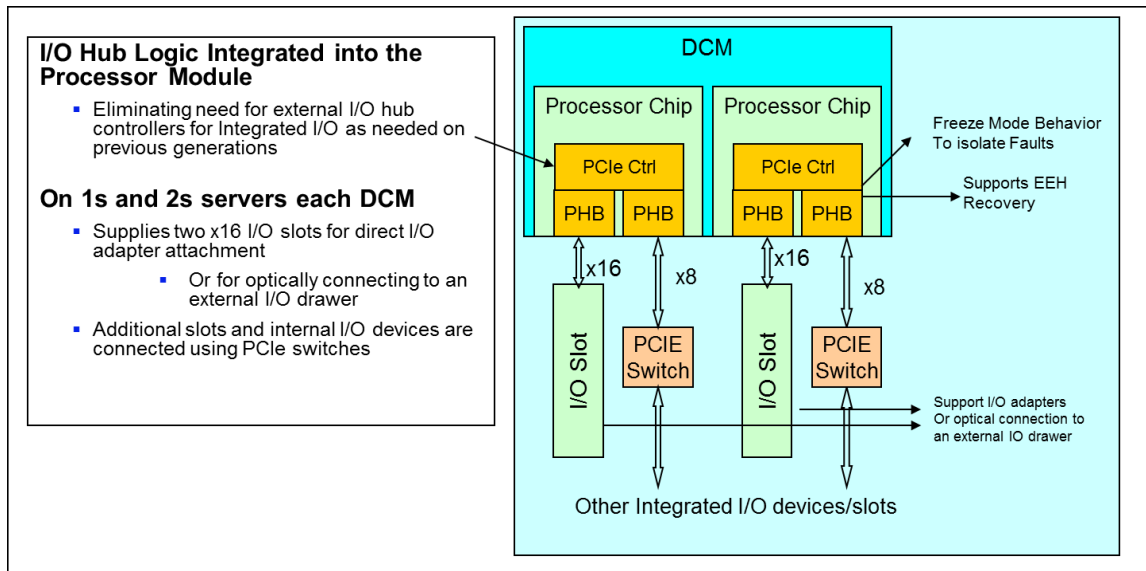 I/O Hub Logic Integrated into the
Processor Module
Eliminating need for external I/O hub
controllers for Integrated I/O as needed on
previous generations
On 1s and 2s servers each DCM
Supplies two x16 I/O slots for direct I/O
adapter attachment
Or for optically connecting to an
external I/O drawer
Additional slots and internal I/O devices are
connected using PCIe switches
DCM
Processor Chip
Processor Chip
PCIe Ctrl
PCIe Ctrl
PHB
PHB
PHB
PHB
Freeze Mode Behavior
To isolate Faults
Supports EEH
Recovery
x16
x8
x16
x8
I/O Slot
PCIE
Switch
I/O Slot
PCIE
Switch
Support I/O adapters
Or optical connection to
an external IO drawer
Other Integrated I/O devices/slots